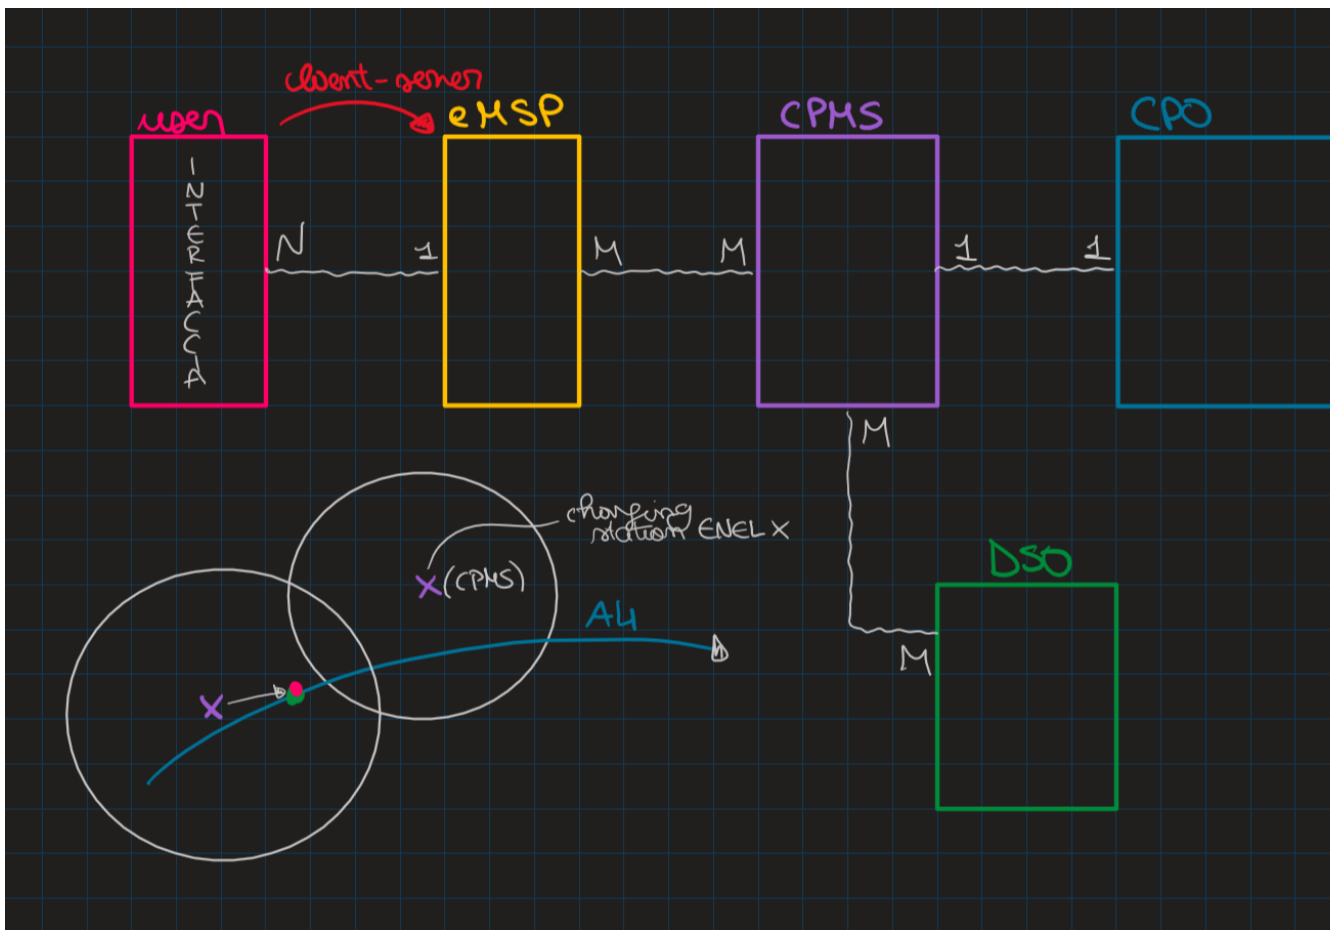 client-server
user
eMSP
CPMS
CPO
INTERFACCIA
N
1
M
M
1
1
M
charging
station ENEL X
X (CPMS)
DSO
A4
M
X